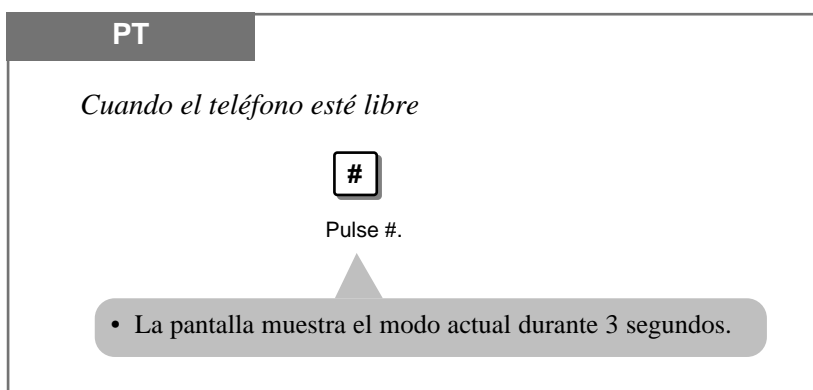 PT
Cuando el teléfono esté libre
#
Pulse #.
• La pantalla muestra el modo actual durante 3 segundos.